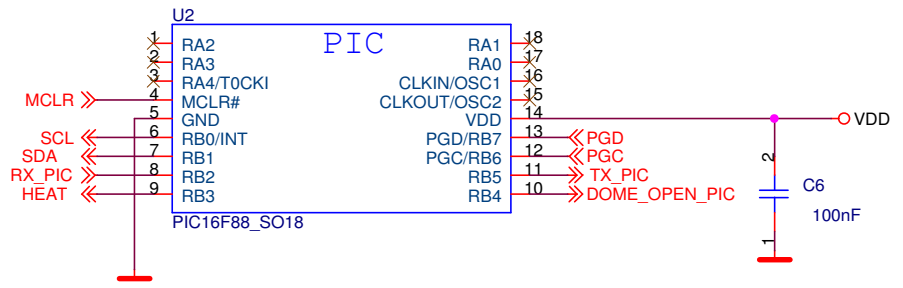 U2
PIC
1 RA2 RA1 18
2 RA3 RA0 17
3 RA4/T0CKI CLKIN/OSC1 16
MCLR 4 MCLR# CLKOUT/OSC2 15
5 GND VDD 14 VDD
SCL 6 RB0/INT PGD/RB7 13 PGD
SDA 7 RB1 PGC/RB6 12 PGC
RX_PIC 8 RB2 RB5 11 TX_PIC
HEAT 9 RB3 RB4 10 DOME_OPEN_PIC
PIC16F88_SO18
2
C6
100nF
1